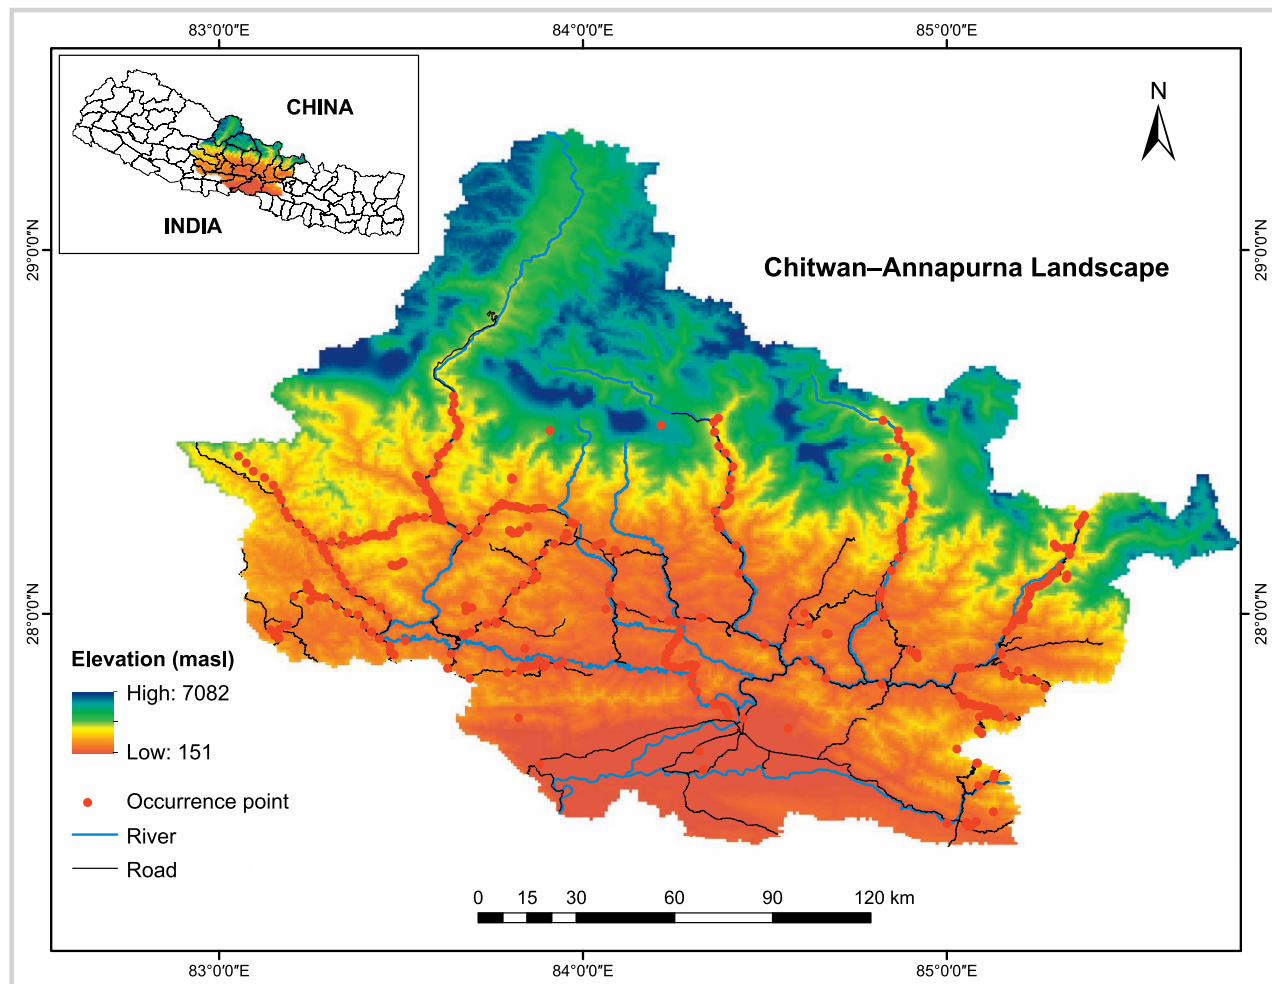 83°0′0″E 84°0′0″E 85°0′0″E
CHINA
INDIA
N
29°0′0″N
29°0′0″N
Chitwan–Annapurna Landscape
28°0′0″N
28°0′0″N
Elevation (masl)
High: 7082
Low: 151
Occurrence point
River
Road
0 15 30 60 90 120 km
83°0′0″E 84°0′0″E 85°0′0″E